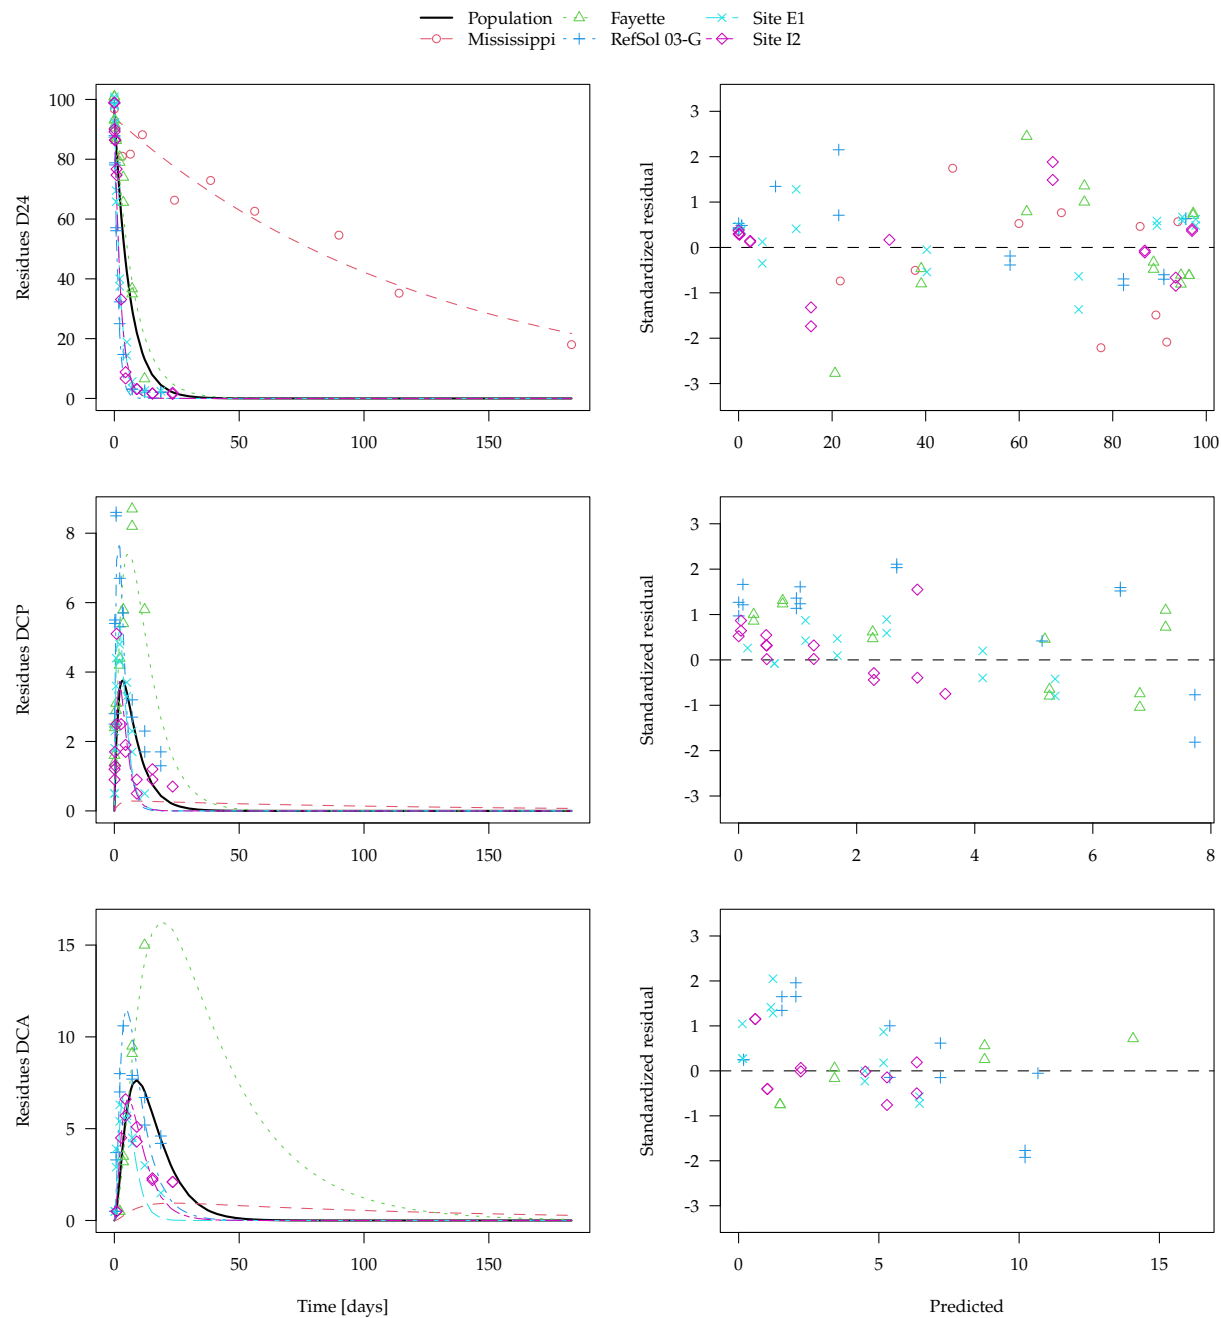 Population Fayette Site E1
Mississippi RefSol 03-G Site I2
Residues D24
100
80
60
40
20
0
0 50 100 150
Standardized residual
3
2
1
0
-1
-2
-3
0 20 40 60 80 100
Residues DCP
8
6
4
2
0
0 50 100 150
Standardized residual
3
2
1
0
-1
-2
-3
0 2 4 6 8
Residues DCA
15
10
5
0
0 50 100 150
Time [days]
Standardized residual
3
2
1
0
-1
-2
-3
0 5 10 15
Predicted